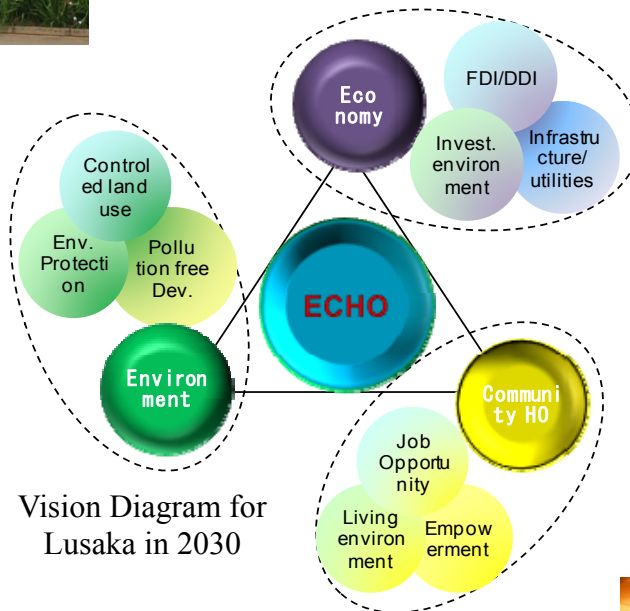 Eco
nomy
FDI/DDI
Invest.
environ
ment
Infrastru
cture/
utilities
Control
ed land
use
Env.
Protecti
on
Pollu
tion free
Dev.
ECHO
Environ
ment
Communi
ty HO
Job
Opportu
nity
Living
environ
ment
Empow
erment
Vision Diagram for
Lusaka in 2030